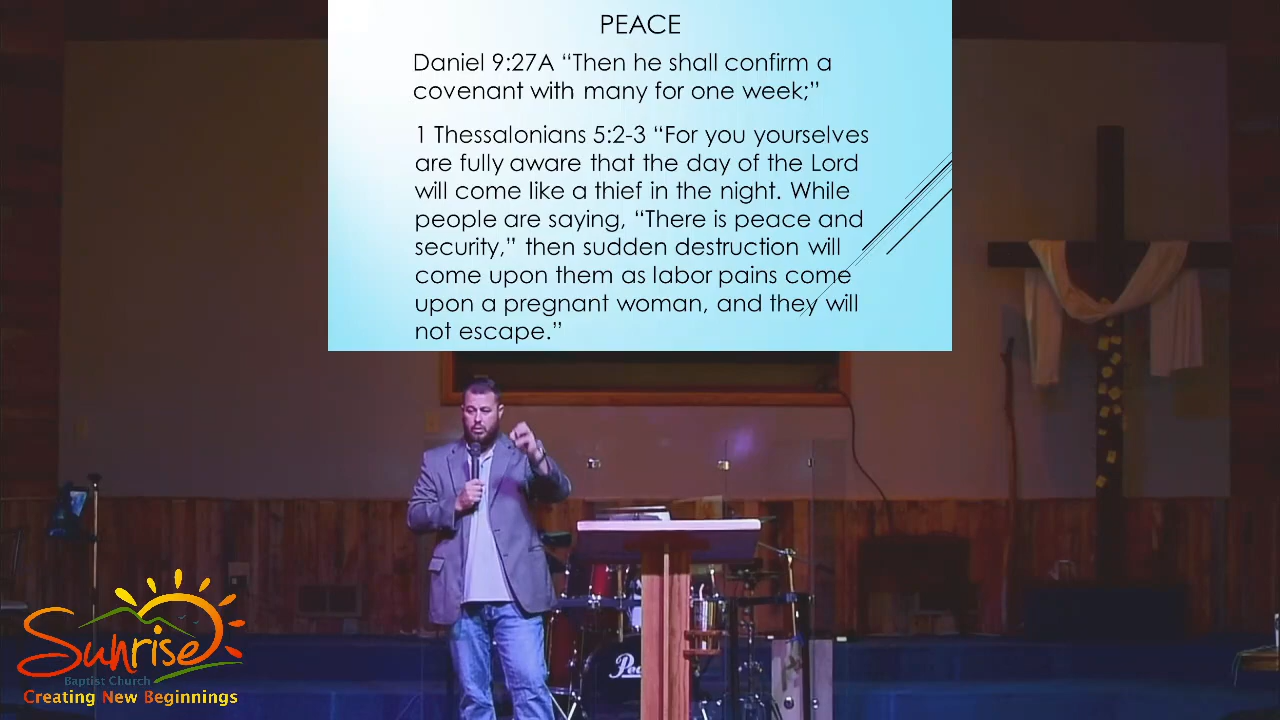 PEACE
Daniel 9:27A “Then he shall confirm a
covenant with many for one week;”
1 Thessalonians 5:2-3 “For you yourselves
are fully aware that the day of the Lord
will come like a thief in the night. While
people are saying, “There is peace and
security,” then sudden destruction will
come upon them as labor pains come
upon a pregnant woman, and they will
not escape.”
Sunrise
Baptist Church
Creating New Beginnings